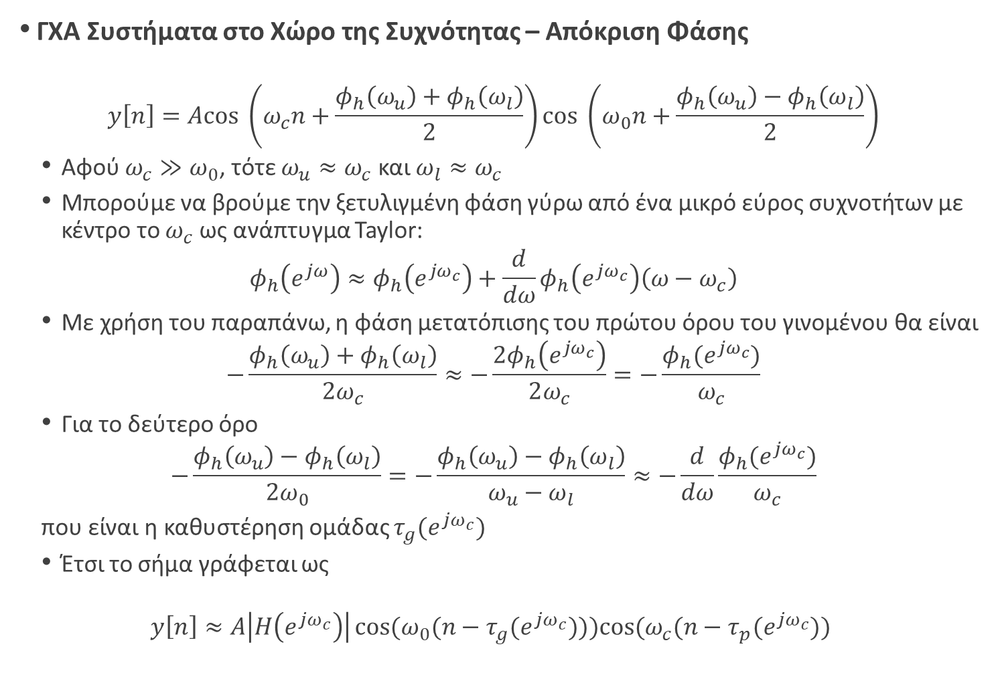 • ΓΧΑ Συστήματα στο Χώρο της Συχνότητας – Απόκριση Φάσης
$y[n] = A\cos\left(\omega_c n + \frac{\phi_h(\omega_u) + \phi_h(\omega_l)}{2}\right)\cos\left(\omega_0 n + \frac{\phi_h(\omega_u) - \phi_h(\omega_l)}{2}\right)$
• Αφού $\omega_c \gg \omega_0$, τότε $\omega_u \approx \omega_c$ και $\omega_l \approx \omega_c$
• Μπορούμε να βρούμε την ξετυλιγμένη φάση γύρω από ένα μικρό εύρος συχνοτήτων με
κέντρο το $\omega_c$ ως ανάπτυγμα Taylor:
$\phi_h(e^{j\omega}) \approx \phi_h(e^{j\omega_c}) + \frac{d}{d\omega}\phi_h(e^{j\omega_c})(\omega - \omega_c)$
• Με χρήση του παραπάνω, η φάση μετατόπισης του πρώτου όρου του γινομένου θα είναι
$-\frac{\phi_h(\omega_u) + \phi_h(\omega_l)}{2\omega_c} \approx -\frac{2\phi_h(e^{j\omega_c})}{2\omega_c} = -\frac{\phi_h(e^{j\omega_c})}{\omega_c}$
• Για το δεύτερο όρο
$-\frac{\phi_h(\omega_u) - \phi_h(\omega_l)}{2\omega_0} = -\frac{\phi_h(\omega_u) - \phi_h(\omega_l)}{\omega_u - \omega_l} \approx -\frac{d}{d\omega}\frac{\phi_h(e^{j\omega_c})}{\omega_c}$
που είναι η καθυστέρηση ομάδας $\tau_g(e^{j\omega_c})$
• Έτσι το σήμα γράφεται ως
$y[n] \approx A|H(e^{j\omega_c})|\cos(\omega_0(n - \tau_g(e^{j\omega_c})))\cos(\omega_c(n - \tau_p(e^{j\omega_c}))$